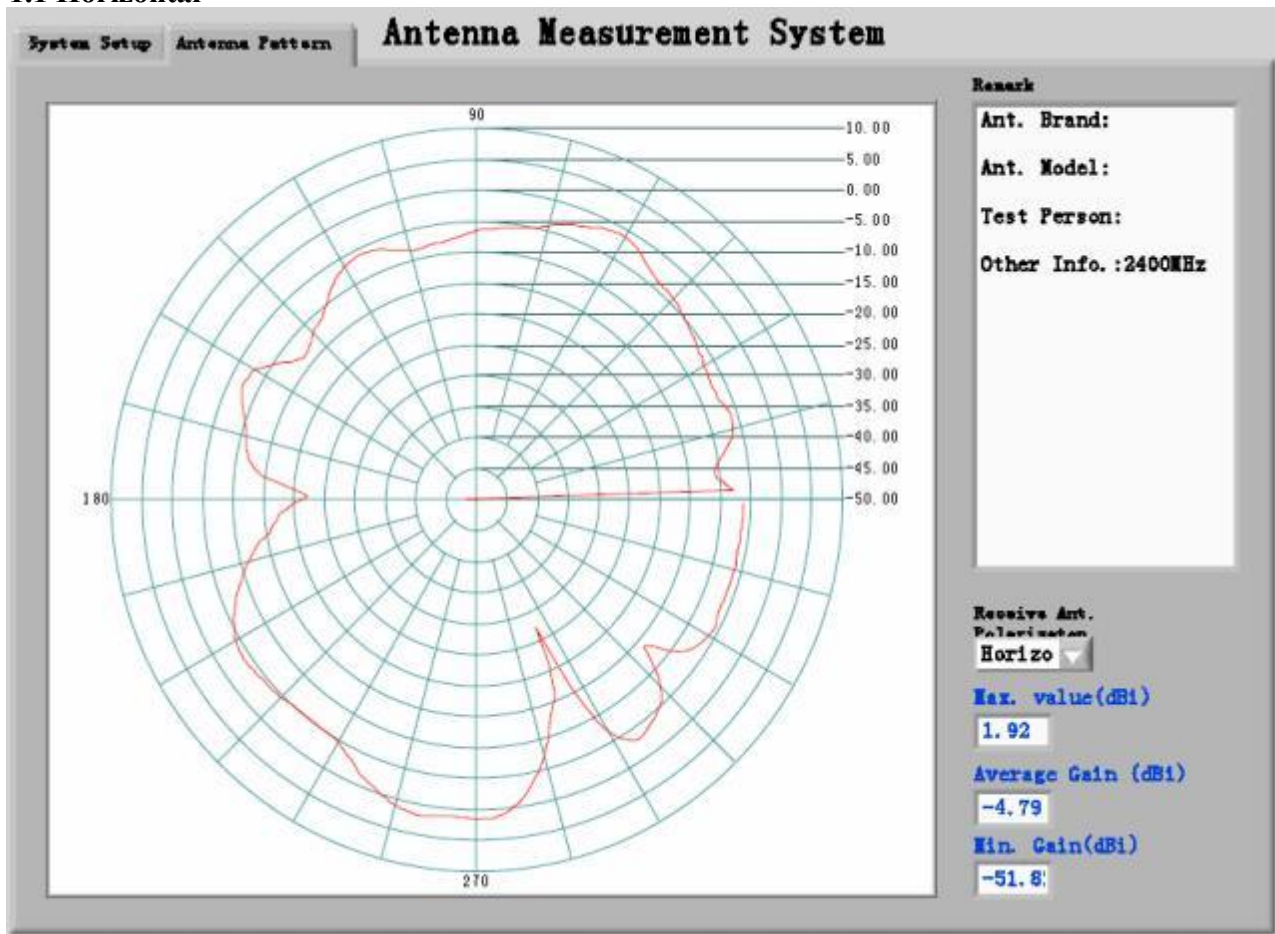 Antenna Measurement System
System Setup
Antenna Pattern
Remark
Ant. Brand:
Ant. Model:
Test Person:
Other Info.:2400MHz
90
10.00
5.00
0.00
-5.00
-10.00
-15.00
-20.00
-25.00
-30.00
-35.00
-40.00
-45.00
-50.00
180
270
Receive Ant.
Horizo
Max. value(dBi)
1.92
Average Gain (dBi)
-4.79
Min. Gain(dBi)
-51.8